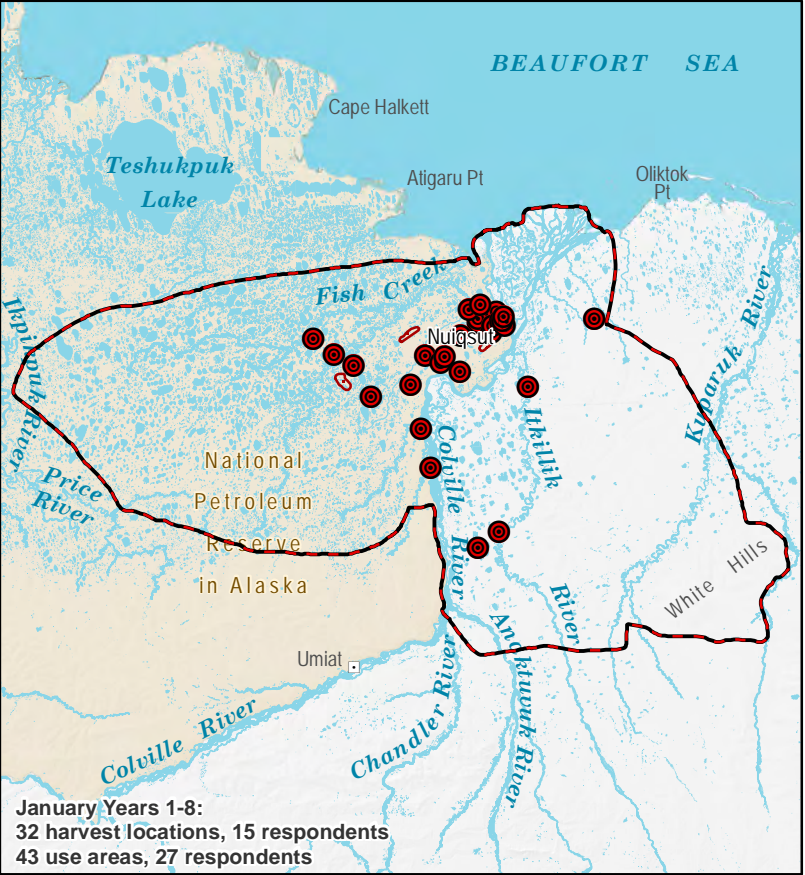 BEAUFORT SEA
Cape Halkett
Teshukpuk
Lake
Atigaru Pt
Oliktok
Pt
Fish Creek
Ikpikpuk River
Nuiqsut
Kuparuk River
Itkillik
Colville River
National
Petroleum
Reserve
in Alaska
Price
River
White Hills
River
Anaktuvuk River
Umiat
Chandler River
Colville River
January Years 1-8:
32 harvest locations, 15 respondents
43 use areas, 27 respondents